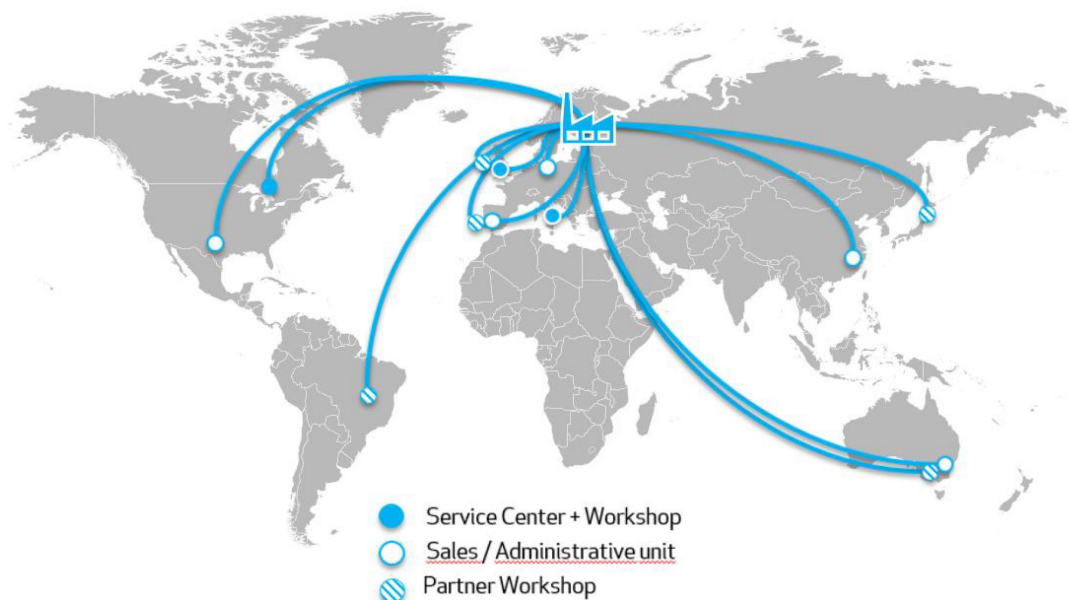 Service Center + Workshop
Sales / Administrative unit
Partner Workshop